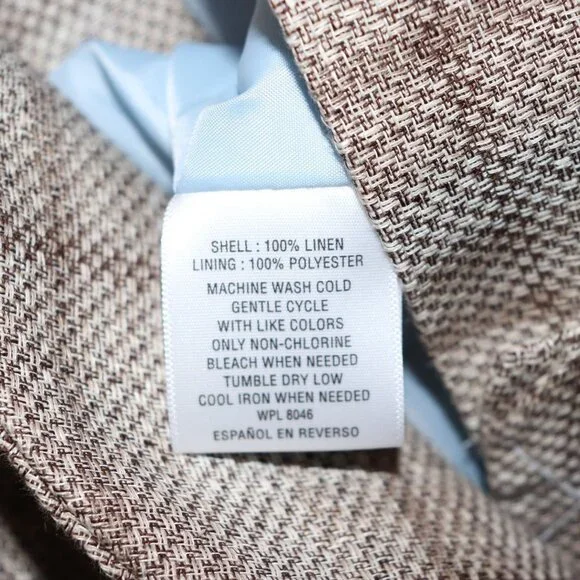 SHELL : 100% LINEN
LINING : 100% POLYESTER
MACHINE WASH COLD
GENTLE CYCLE
WITH LIKE COLORS
ONLY NON-CHLORINE
BLEACH WHEN NEEDED
TUMBLE DRY LOW
COOL IRON WHEN NEEDED
WPL 8046
ESPAÑOL EN REVERSO